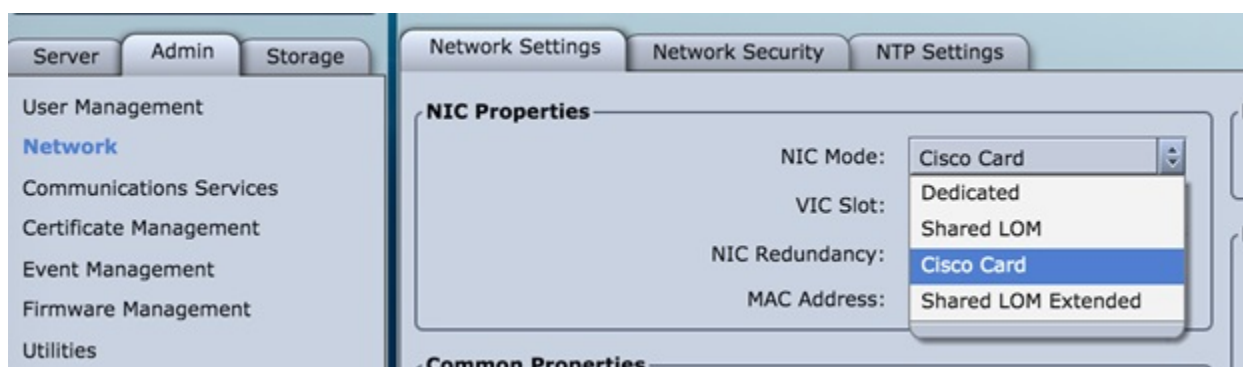 Server Admin Storage
User Management
Network
Communications Services
Certificate Management
Event Management
Firmware Management
Utilities
Network Settings Network Security NTP Settings
NIC Properties
NIC Mode: Cisco Card
Dedicated
Shared LOM
Cisco Card
Shared LOM Extended
VIC Slot:
NIC Redundancy:
MAC Address:
Common Properties